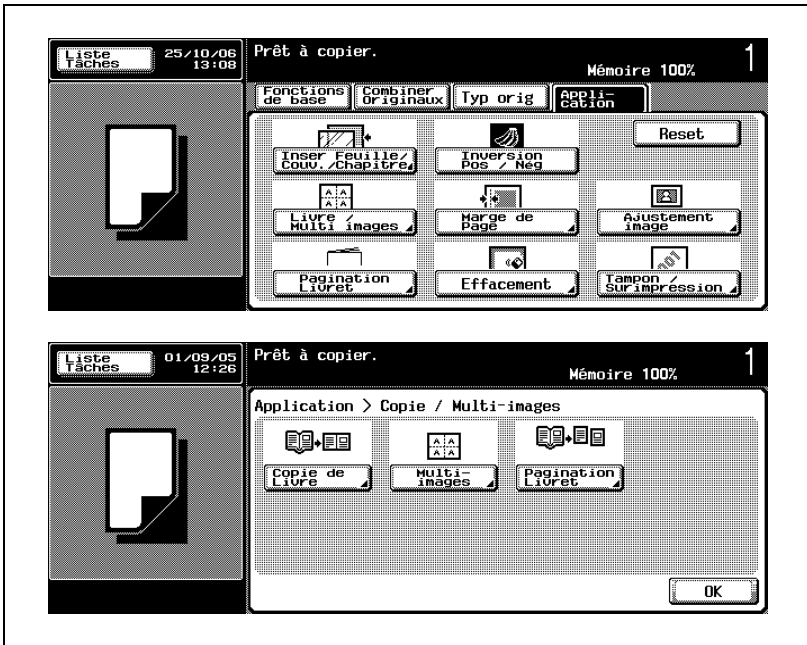 Liste
Tâches
25/10/06
13:08
Prêt à copier.
Mémoire 100%
1
Fonctions
de base
Combiner
Originaux
Typ orig
Appli-
cation
Reset
Inser Feuille/
Couv./Chapitre
Inversion
Pos / Nég
Livre /
Multi images
Marge de
Page
Ajustement
image
Pagination
Livret
Effacement
Tampon /
Surimpression
Liste
Tâches
01/09/05
12:26
Prêt à copier.
Mémoire 100%
1
Application > Copie / Multi-images
Copie de
Livre
Multi-
images
Pagination
Livret
OK